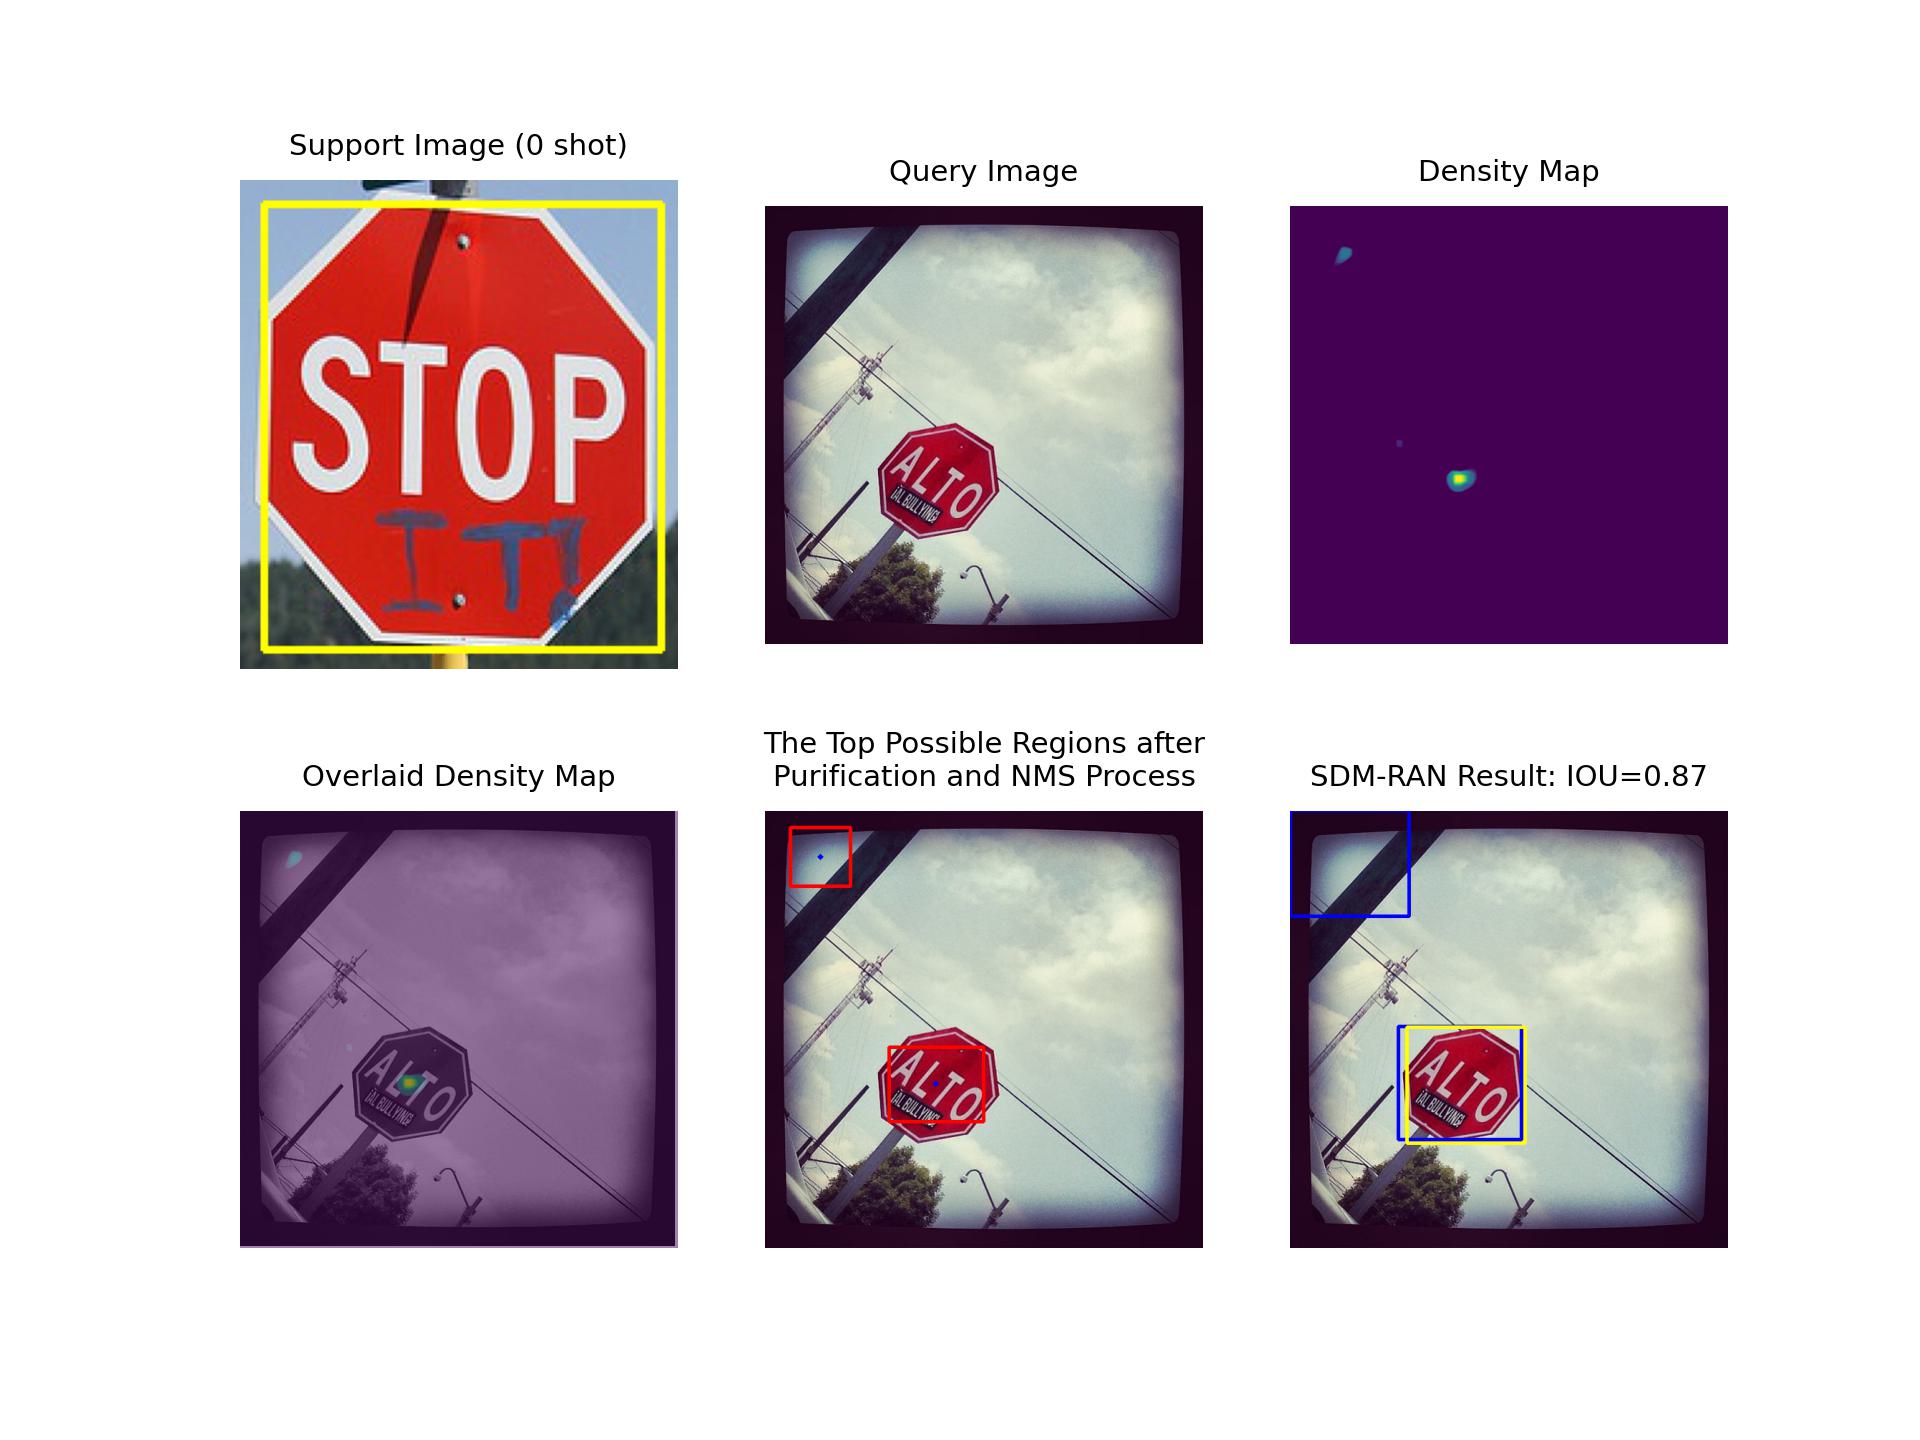 Support Image (0 shot)
STOP
IT!
Query Image
ALTO
¡AL BULLYING!
Density Map
Overlaid Density Map
ALTO
¡AL BULLYING!
The Top Possible Regions after
Purification and NMS Process
ALTO
¡AL BULLYING!
SDM-RAN Result: IOU=0.87
ALTO
¡AL BULLYING!